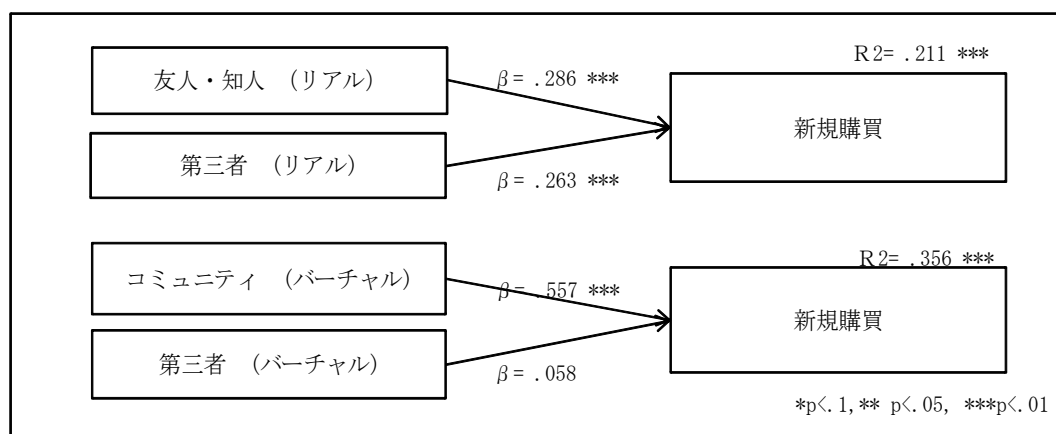 R2= .211 ***
友人・知人 (リアル)
β= .286 ***
新規購買
第三者 (リアル)
β= .263 ***
R2= .356 ***
コミュニティ (バーチャル)
β= .557 ***
新規購買
第三者 (バーチャル)
β= .058
*p<.1,** p<.05, ***p<.01